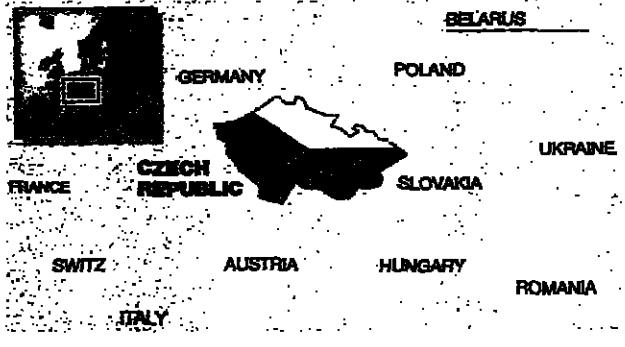 BELARUS
GERMANY
POLAND
UKRAINE
CZECH
REPUBLIC
FRANCE
SLOVAKIA
SWITZ
AUSTRIA
HUNGARY
ROMANIA
ITALY